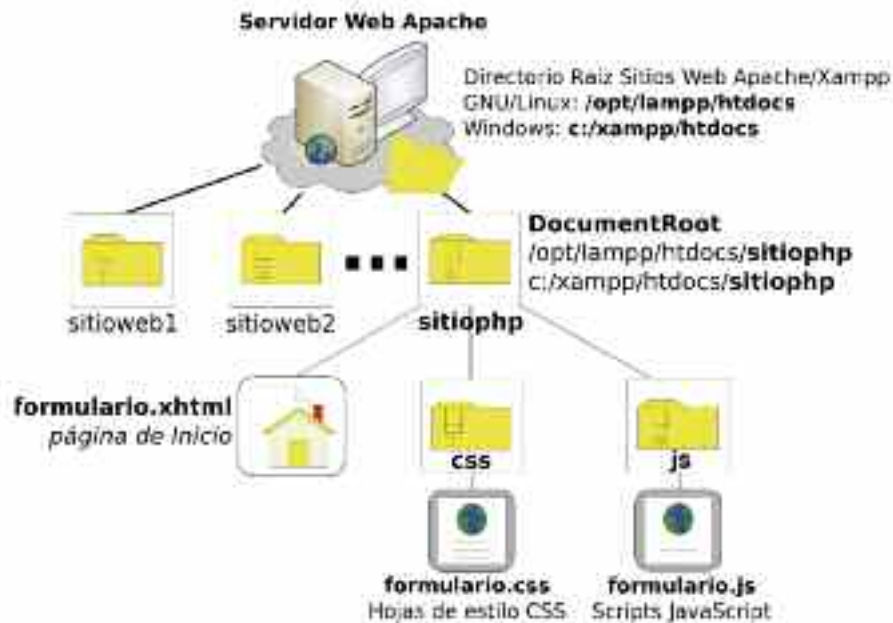 Servidor Web Apache
Directorio Raiz Sitios Web Apache/Xampp
GNU/Linux: /opt/lampp/htdocs
Windows: c:/xampp/htdocs
DocumentRoot
/opt/lampp/htdocs/sitiophp
c:/xampp/htdocs/sitiophp
sitioweb1
sitioweb2
sitiophp
formulario.xhtml
página de Inicio
css
js
formulario.css
Hojas de estilo CSS
formulario.js
Scripts JavaScript